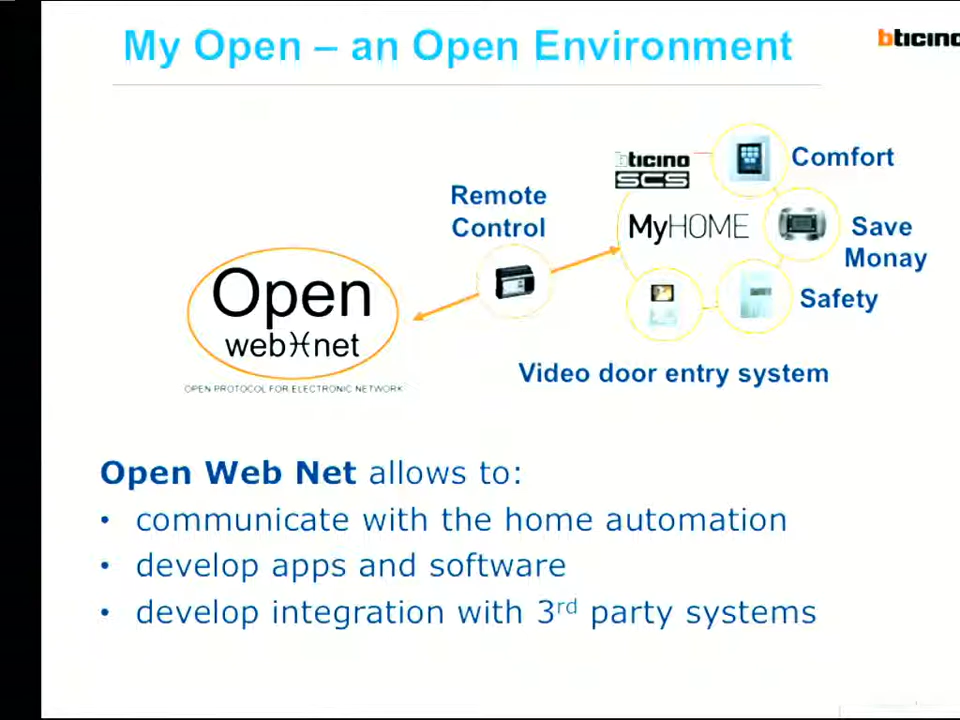 My Open – an Open Environment
bticino
bticino
SCS
Comfort
Remote
Control
MyHOME
Save
Monay
Open
web net
Safety
OPEN PROTOCOL FOR ELECTRONIC NETWORK
Video door entry system
Open Web Net allows to:
• communicate with the home automation
• develop apps and software
• develop integration with 3rd party systems